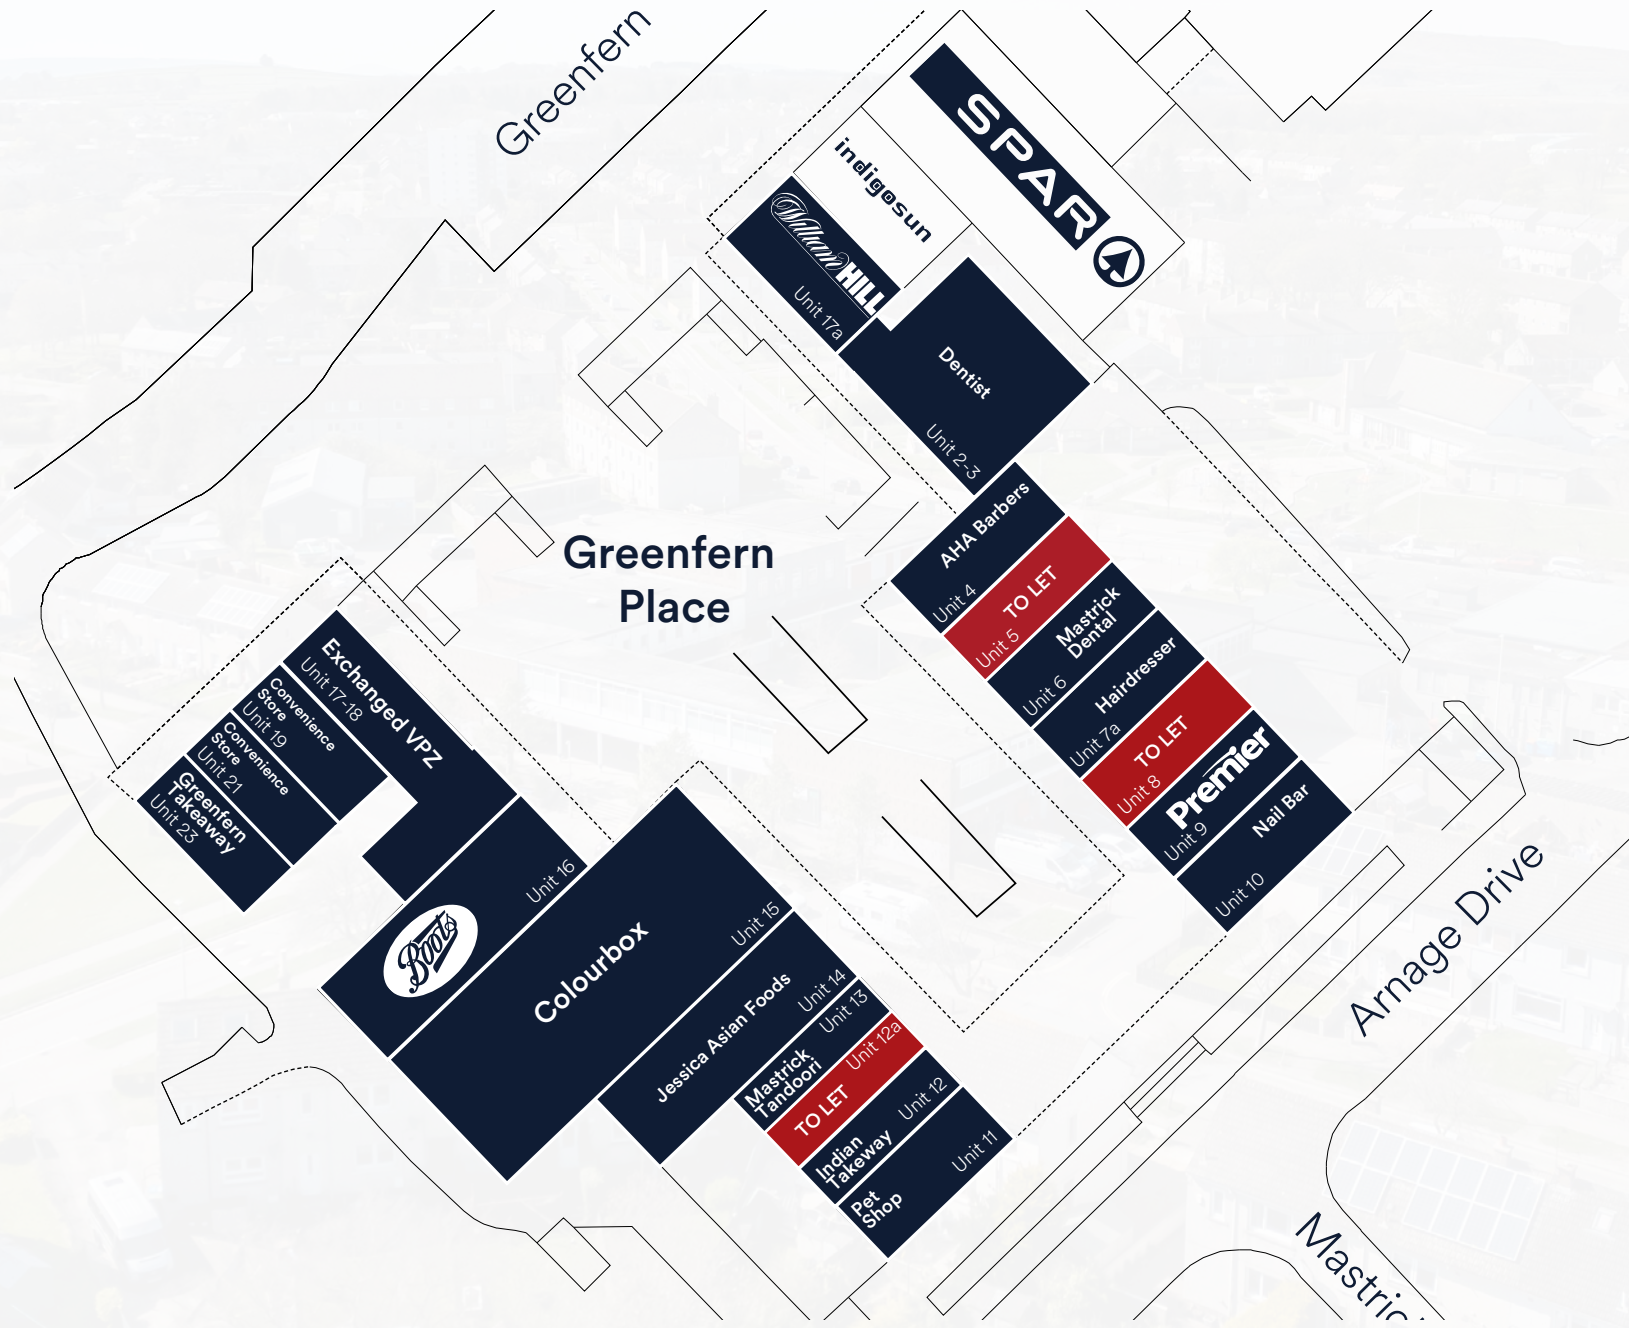 Greenfern
SPAR
indigosun
William HILL
Unit 17a
Dentist
Unit 2-3
AHA Barbers
Unit 4
TO LET
Unit 5
Mastrick
Dental
Unit 6
Hairdresser
Unit 7a
TO LET
Unit 8
Premier
Unit 9
Nail Bar
Unit 10
Greenfern
Place
Exchanged VPZ
Unit 17-18
Convenience
Store
Unit 19
Convenience
Store
Unit 21
Greenfern
Takeaway
Unit 23
Unit 16
Boots
Colourbox
Unit 15
Jessica Asian Foods
Unit 14
Mastrick
Tandoori
Unit 13
TO LET
Unit 12a
Indian
Takeway
Unit 12
Pet
Shop
Unit 11
Arnage Drive
Mastric